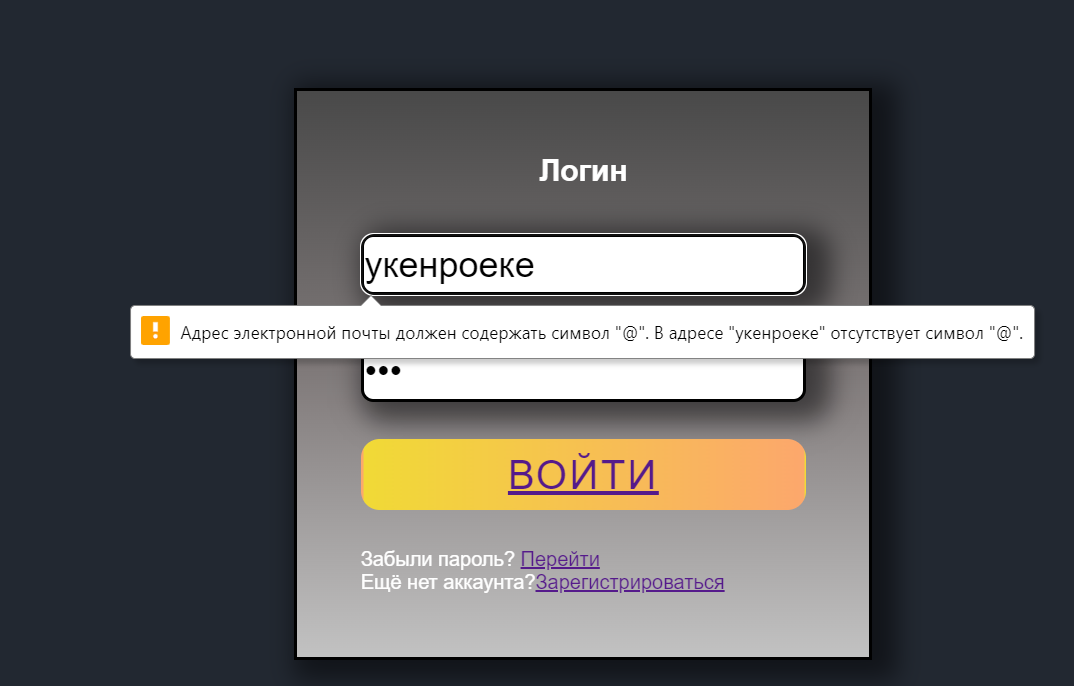 Логин
укенроеке
Адрес электронной почты должен содержать символ "@". В адресе "укенроеке" отсутствует символ "@".
•••
ВОЙТИ
Забыли пароль? Перейти
Ещё нет аккаунта?Зарегистрироваться